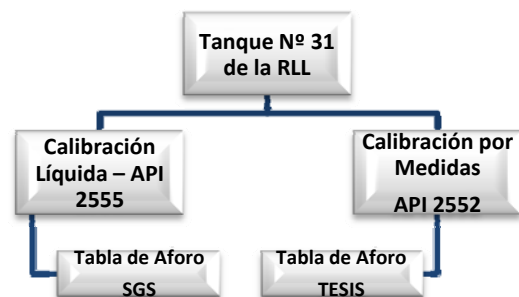 Tanque Nº 31
de la RLL
Calibración
Líquida – API
2555
Calibración por
Medidas
API 2552
Tabla de Aforo
SGS
Tabla de Aforo
TESIS